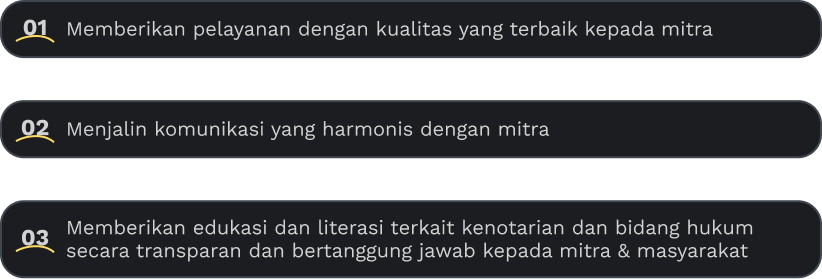 01 Memberikan pelayanan dengan kualitas yang terbaik kepada mitra
02 Menjalin komunikasi yang harmonis dengan mitra
03 Memberikan edukasi dan literasi terkait kenotarian dan bidang hukum
secara transparan dan bertanggung jawab kepada mitra & masyarakat